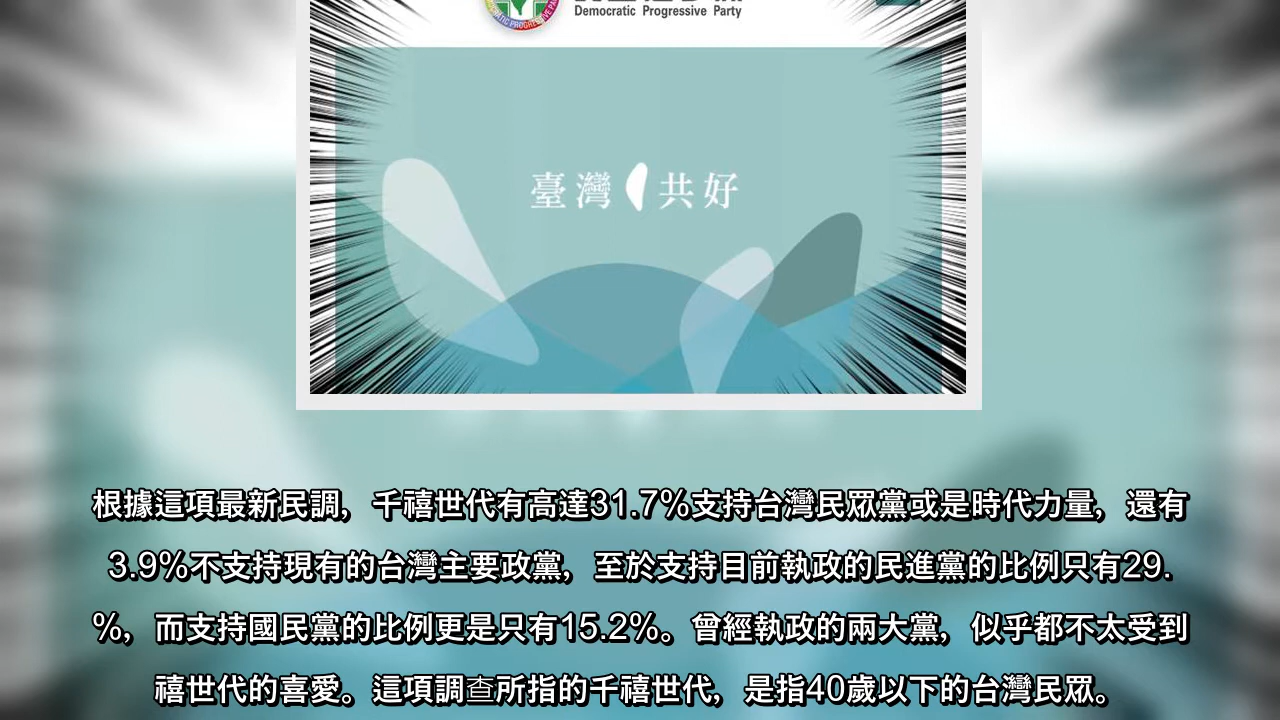 DEMOCRATIC PROGRESSIVE PA
Democratic Progressive Party
臺灣 共好
根據這項最新民調，千禧世代有高達31.7%支持台灣民眾黨或是時代力量，還有
3.9%不支持現有的台灣主要政黨，至於支持目前執政的民進黨的比例只有29.
%，而支持國民黨的比例更是只有15.2%。曾經執政的兩大黨，似乎都不太受到
禧世代的喜愛。這項調查所指的千禧世代，是指40歲以下的台灣民眾。